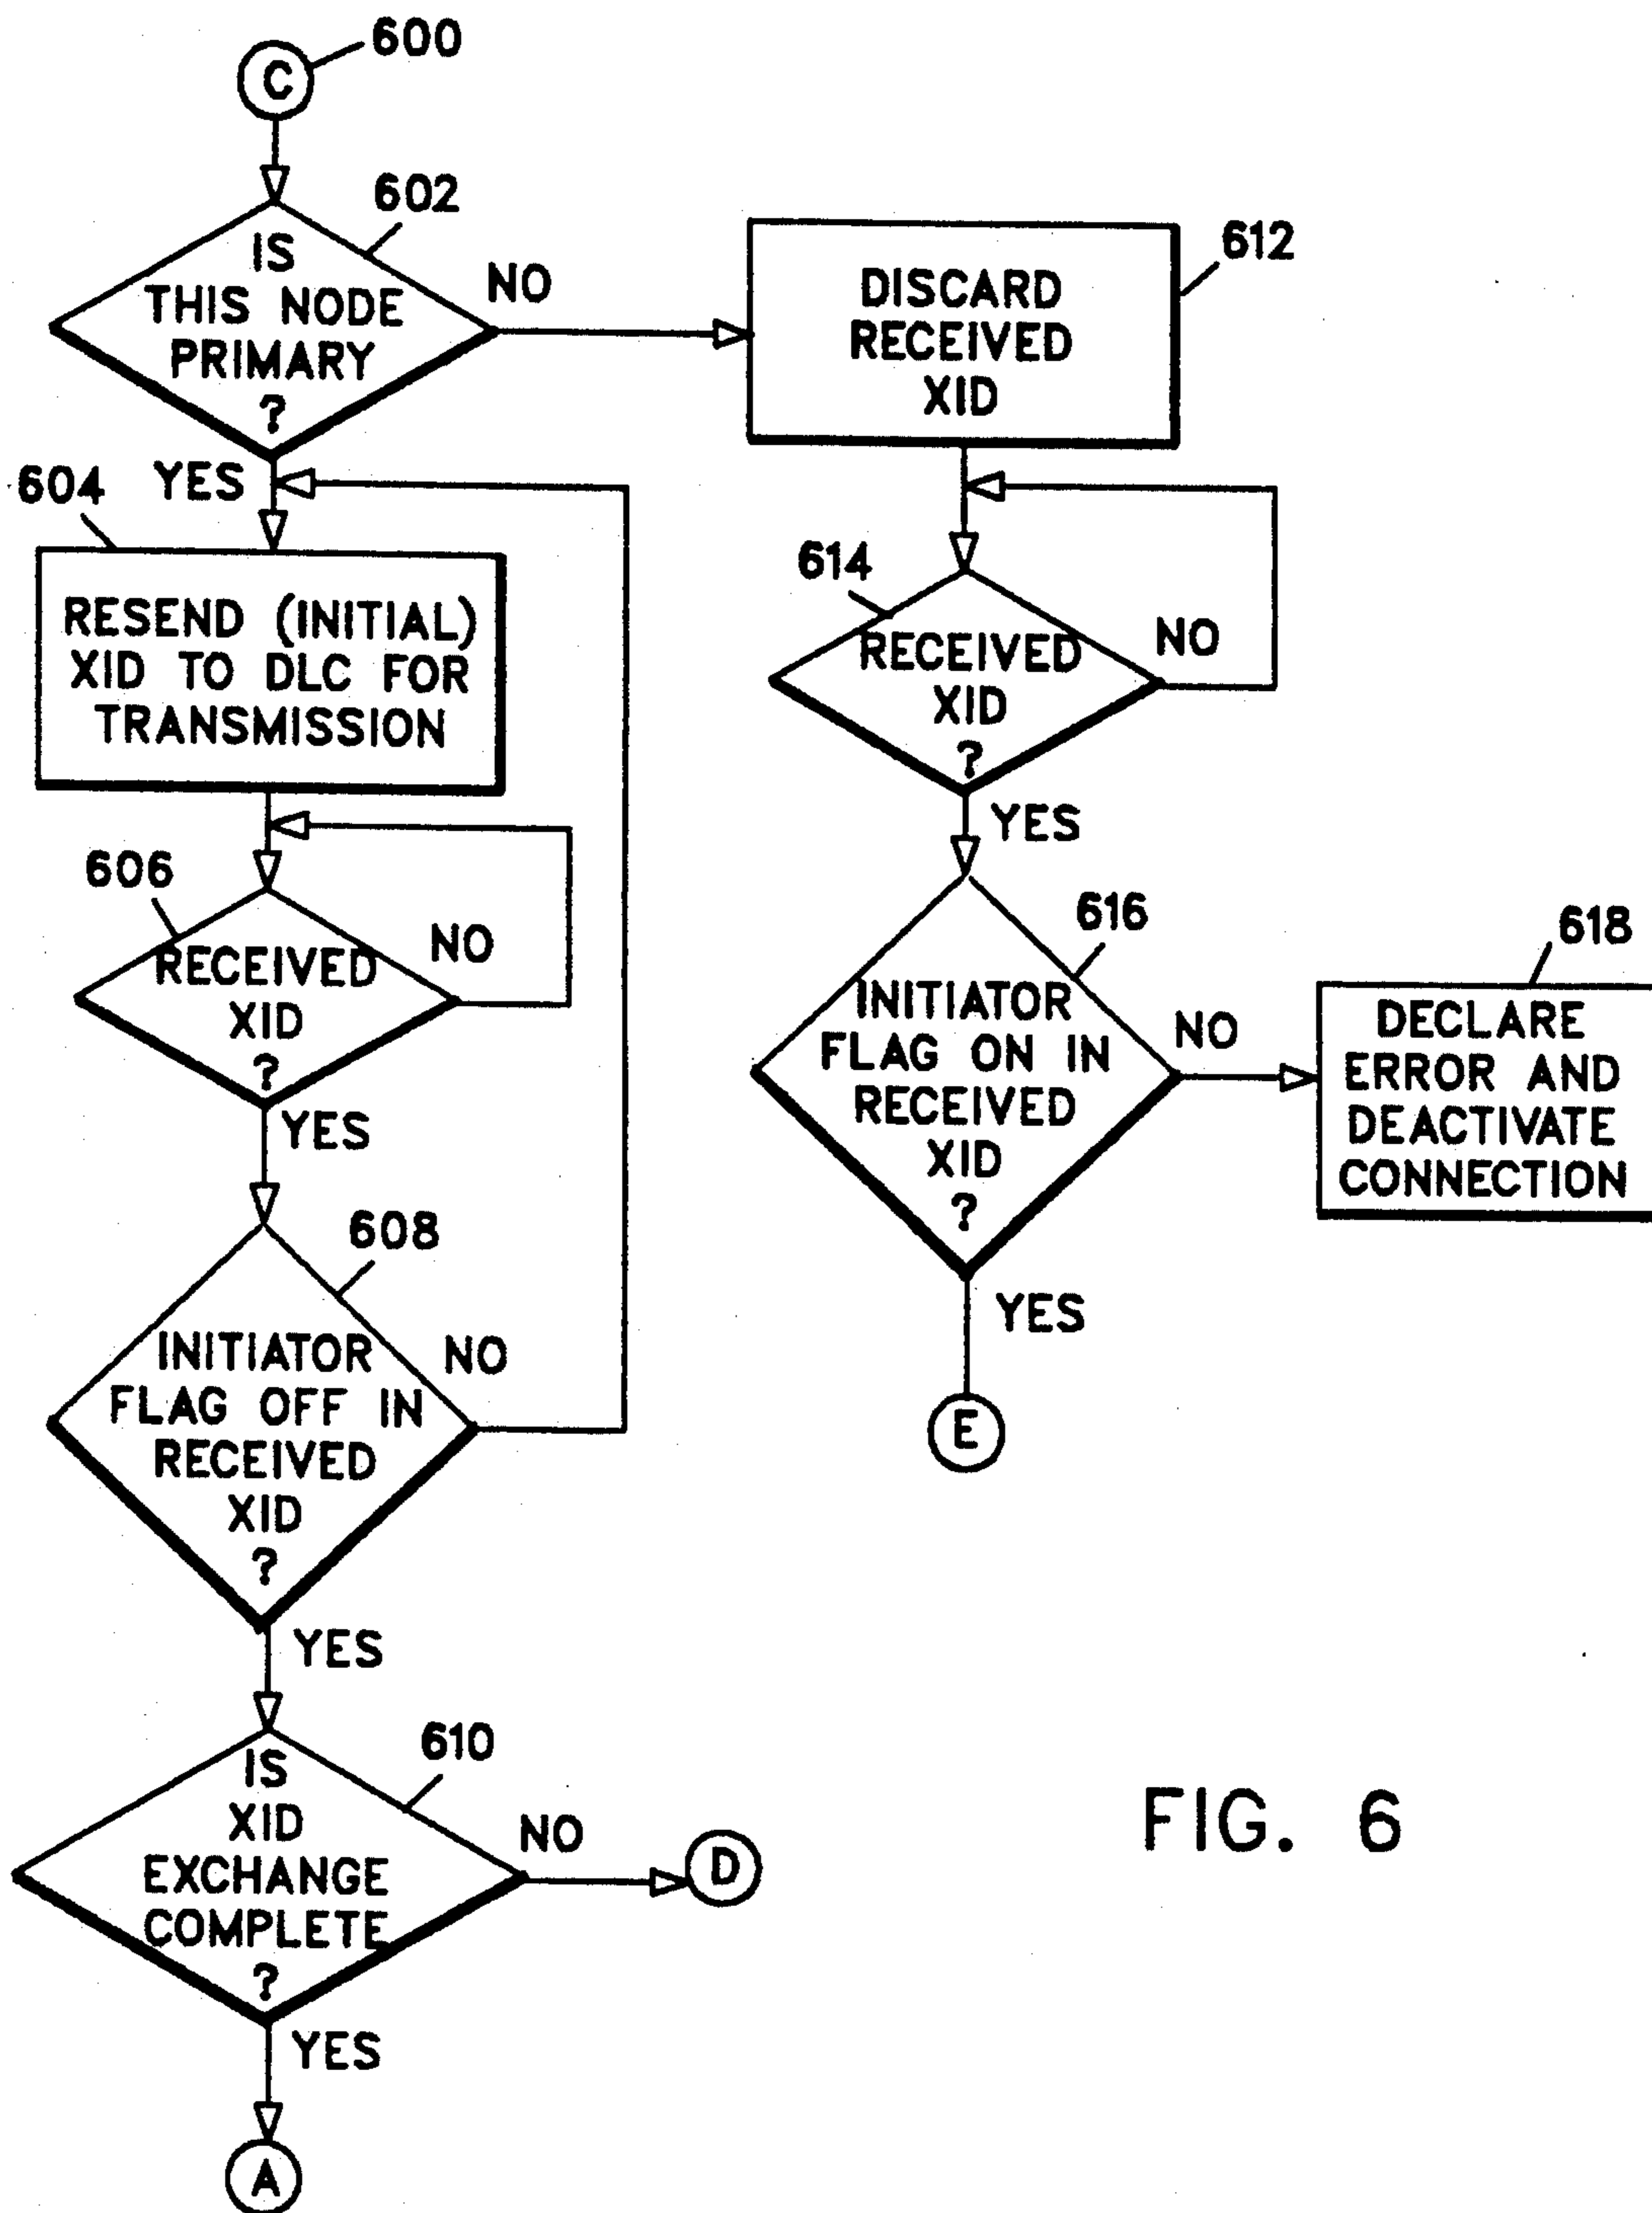 600
C
602
IS
THIS NODE
PRIMARY
?
NO
YES
604
RESEND (INITIAL)
XID TO DLC FOR
TRANSMISSION
606
RECEIVED
XID
?
NO
YES
608
INITIATOR
FLAG OFF IN
RECEIVED
XID
?
NO
YES
610
IS
XID
EXCHANGE
COMPLETE
?
NO
D
YES
A
612
DISCARD
RECEIVED
XID
614
RECEIVED
XID
?
NO
YES
616
INITIATOR
FLAG ON IN
RECEIVED
XID
?
NO
618
DECLARE
ERROR AND
DEACTIVATE
CONNECTION
YES
E
FIG. 6